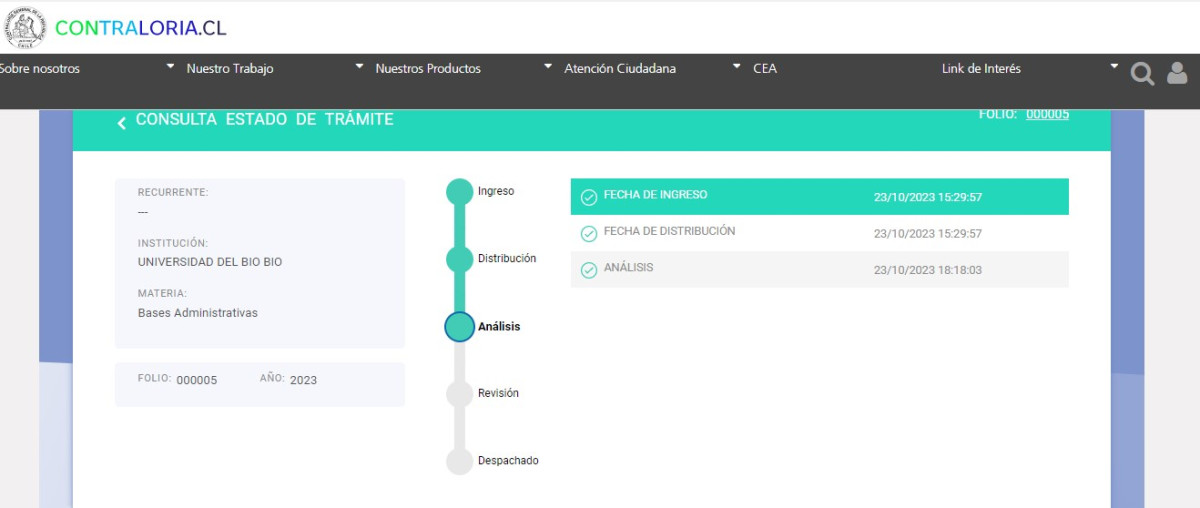 CONTRALORIA.CL
Sobre nosotros
Nuestro Trabajo
Nuestros Productos
Atención Ciudadana
CEA
Link de Interés
CONSULTA ESTADO DE TRÁMITE
FOLIO: 000005
RECURRENTE:
---
INSTITUCIÓN:
UNIVERSIDAD DEL BIO BIO
MATERIA:
Bases Administrativas
FOLIO: 000005 AÑO: 2023
Ingreso
Distribución
Análisis
Revisión
Despachado
FECHA DE INGRESO 23/10/2023 15:29:57
FECHA DE DISTRIBUCIÓN 23/10/2023 15:29:57
ANÁLISIS 23/10/2023 18:18:03